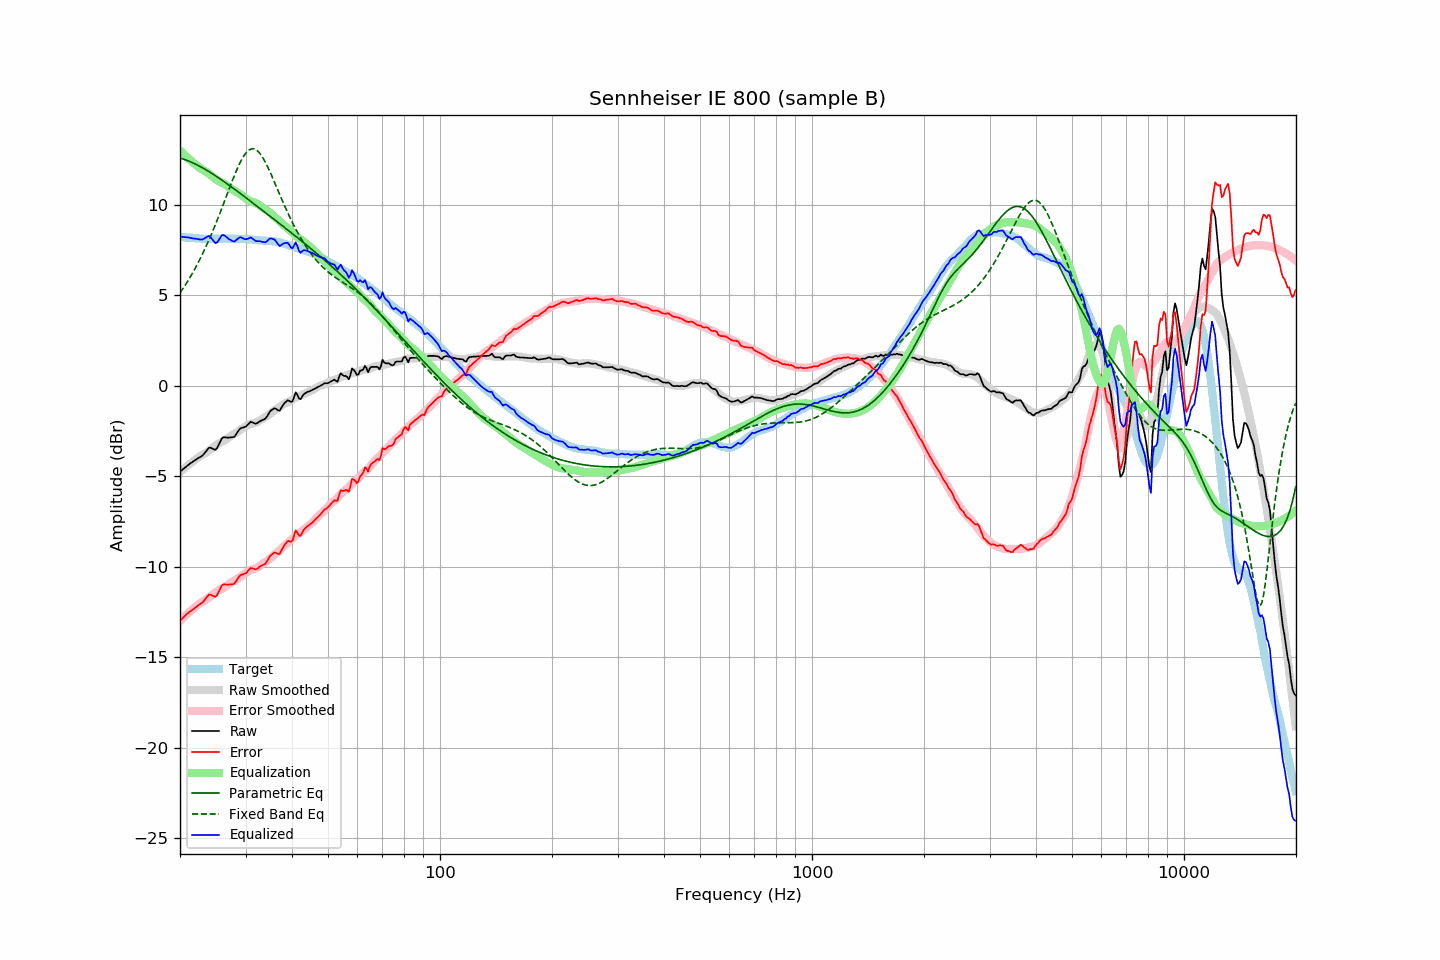 Sennheiser IE 800 (sample B)
10
5
0
−5
−10
−15
−20
−25
Amplitude (dBr)
Target
Raw Smoothed
Error Smoothed
Raw
Error
Equalization
Parametric Eq
Fixed Band Eq
Equalized
100
1000
10000
Frequency (Hz)